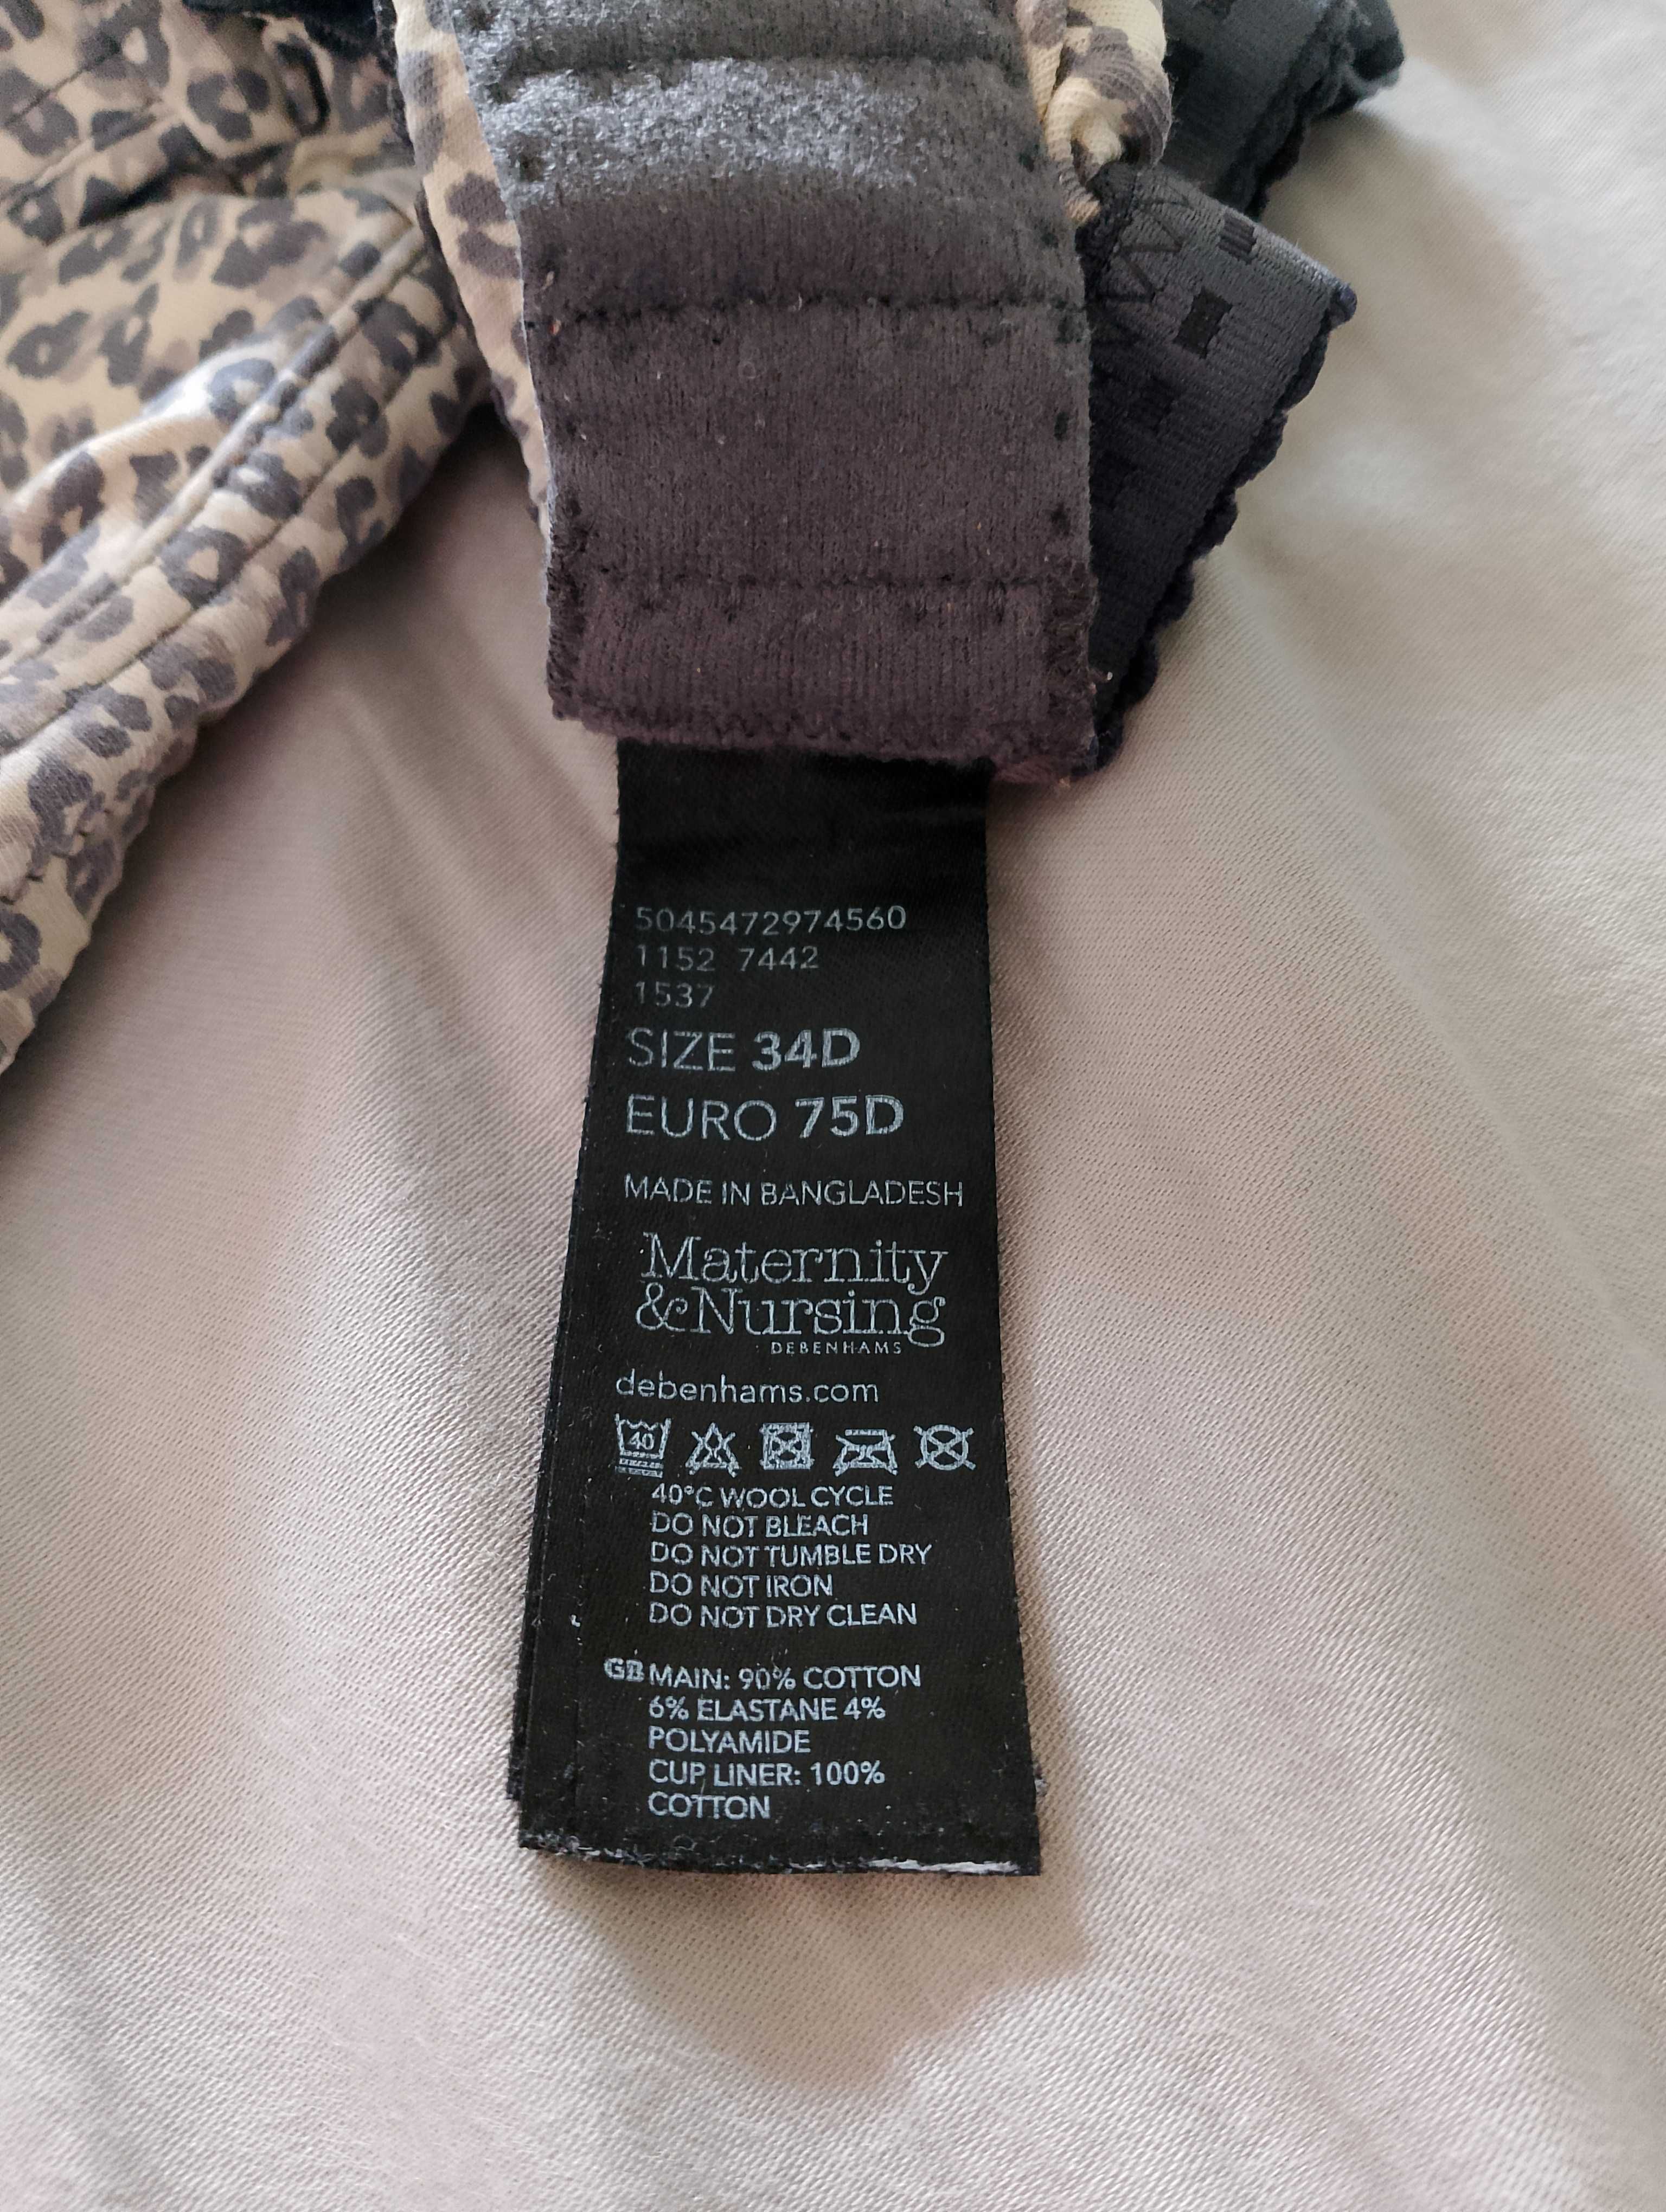 5045472974560
1152 7442
1537
SIZE 34D
EURO 75D
MADE IN BANGLADESH
Maternity
&Nursing
DEBENHAMS
debenhams.com
40
40°C WOOL CYCLE
DO NOT BLEACH
DO NOT TUMBLE DRY
DO NOT IRON
DO NOT DRY CLEAN
GB MAIN: 90% COTTON
6% ELASTANE 4%
POLYAMIDE
CUP LINER: 100%
COTTON